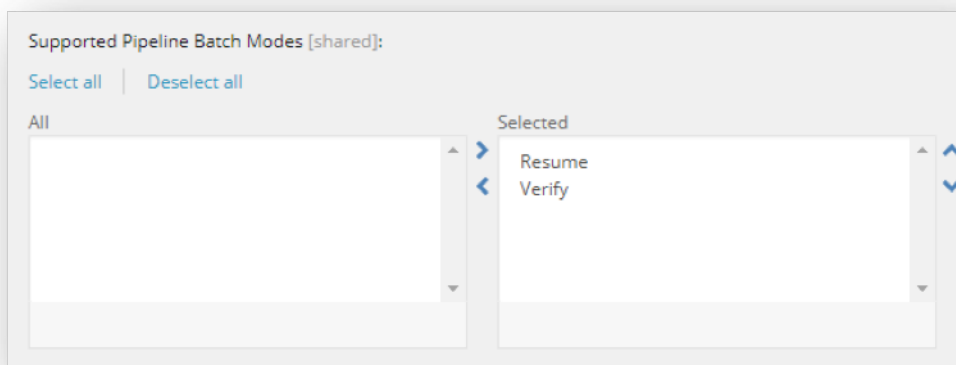 Supported Pipeline Batch Modes [shared]:
Select all Deselect all
All
Selected
Resume
Verify